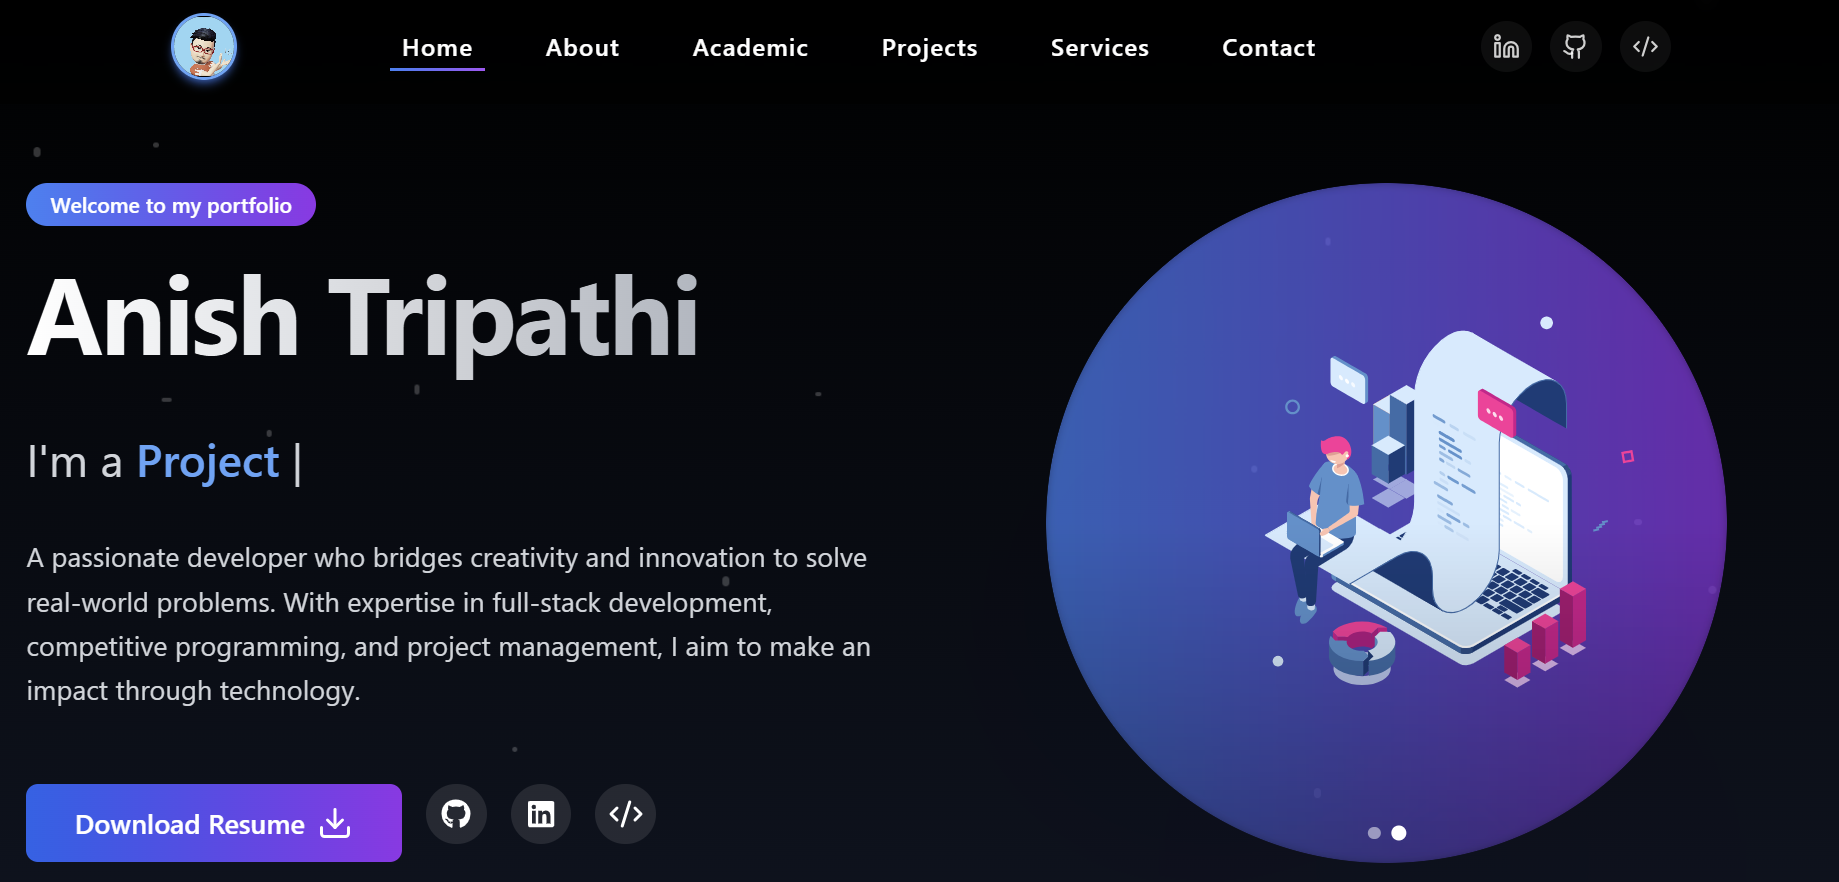 Home About Academic Projects Services Contact
Welcome to my portfolio
Anish Tripathi
I'm a Project |
A passionate developer who bridges creativity and innovation to solve
real-world problems. With expertise in full-stack development,
competitive programming, and project management, I aim to make an
impact through technology.
Download Resume